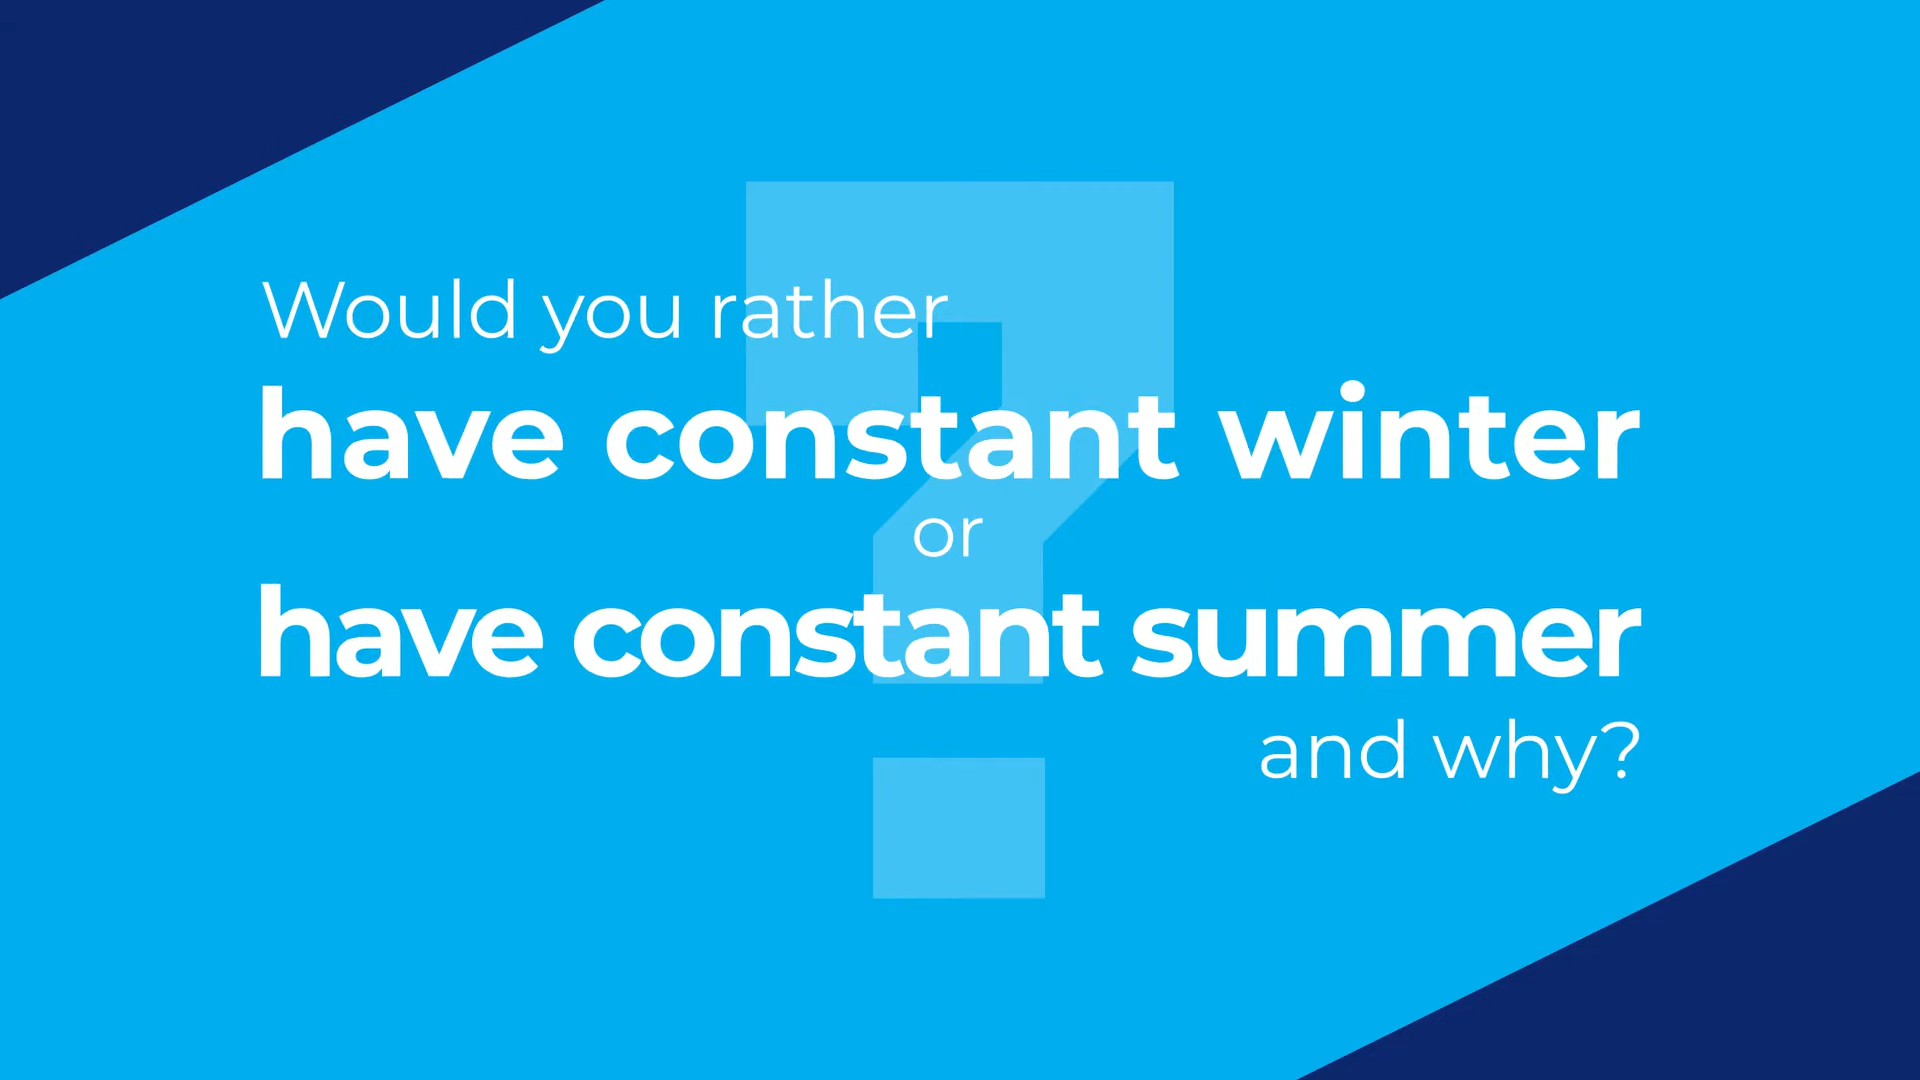 Would you rather
have constant winter
or
have constant summer
and why?